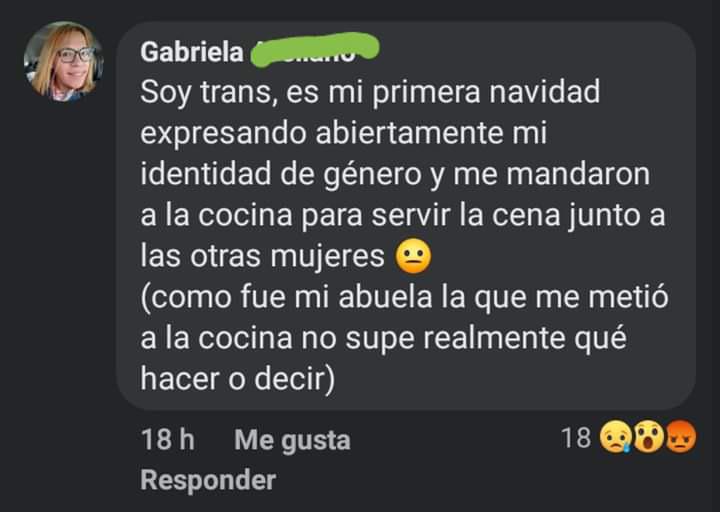 Gabriela
Soy trans, es mi primera navidad
expresando abiertamente mi
identidad de género y me mandaron
a la cocina para servir la cena junto a
las otras mujeres 😐
(como fue mi abuela la que me metió
a la cocina no supe realmente qué
hacer o decir)
18 h Me gusta 18 😢😮😡
Responder